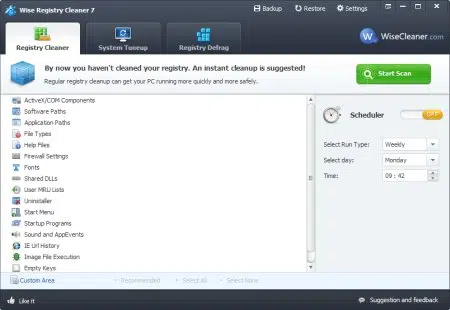 Wise Registry Cleaner 7
Backup
Restore
Settings
Registry Cleaner
System Tuneup
Registry Defrag
W WiseCleaner.com
By now you haven't cleaned your registry. An instant cleanup is suggested!
Regular registry cleanup can get your PC running more quickly and more safely.
Start Scan
ActiveX/COM Components
Software Paths
Application Paths
File Types
Help Files
Firewall Settings
Fonts
Shared DLLs
User MRU Lists
Uninstaller
Start Menu
Startup Programs
Sound and AppEvents
IE Url History
Image File Execution
Empty Keys
Scheduler
OFF
Select Run Type:
Weekly
Select day:
Monday
Time:
09 : 42
Custom Area
Recommended
Select All
Select None
Like it
Suggestion and feedback